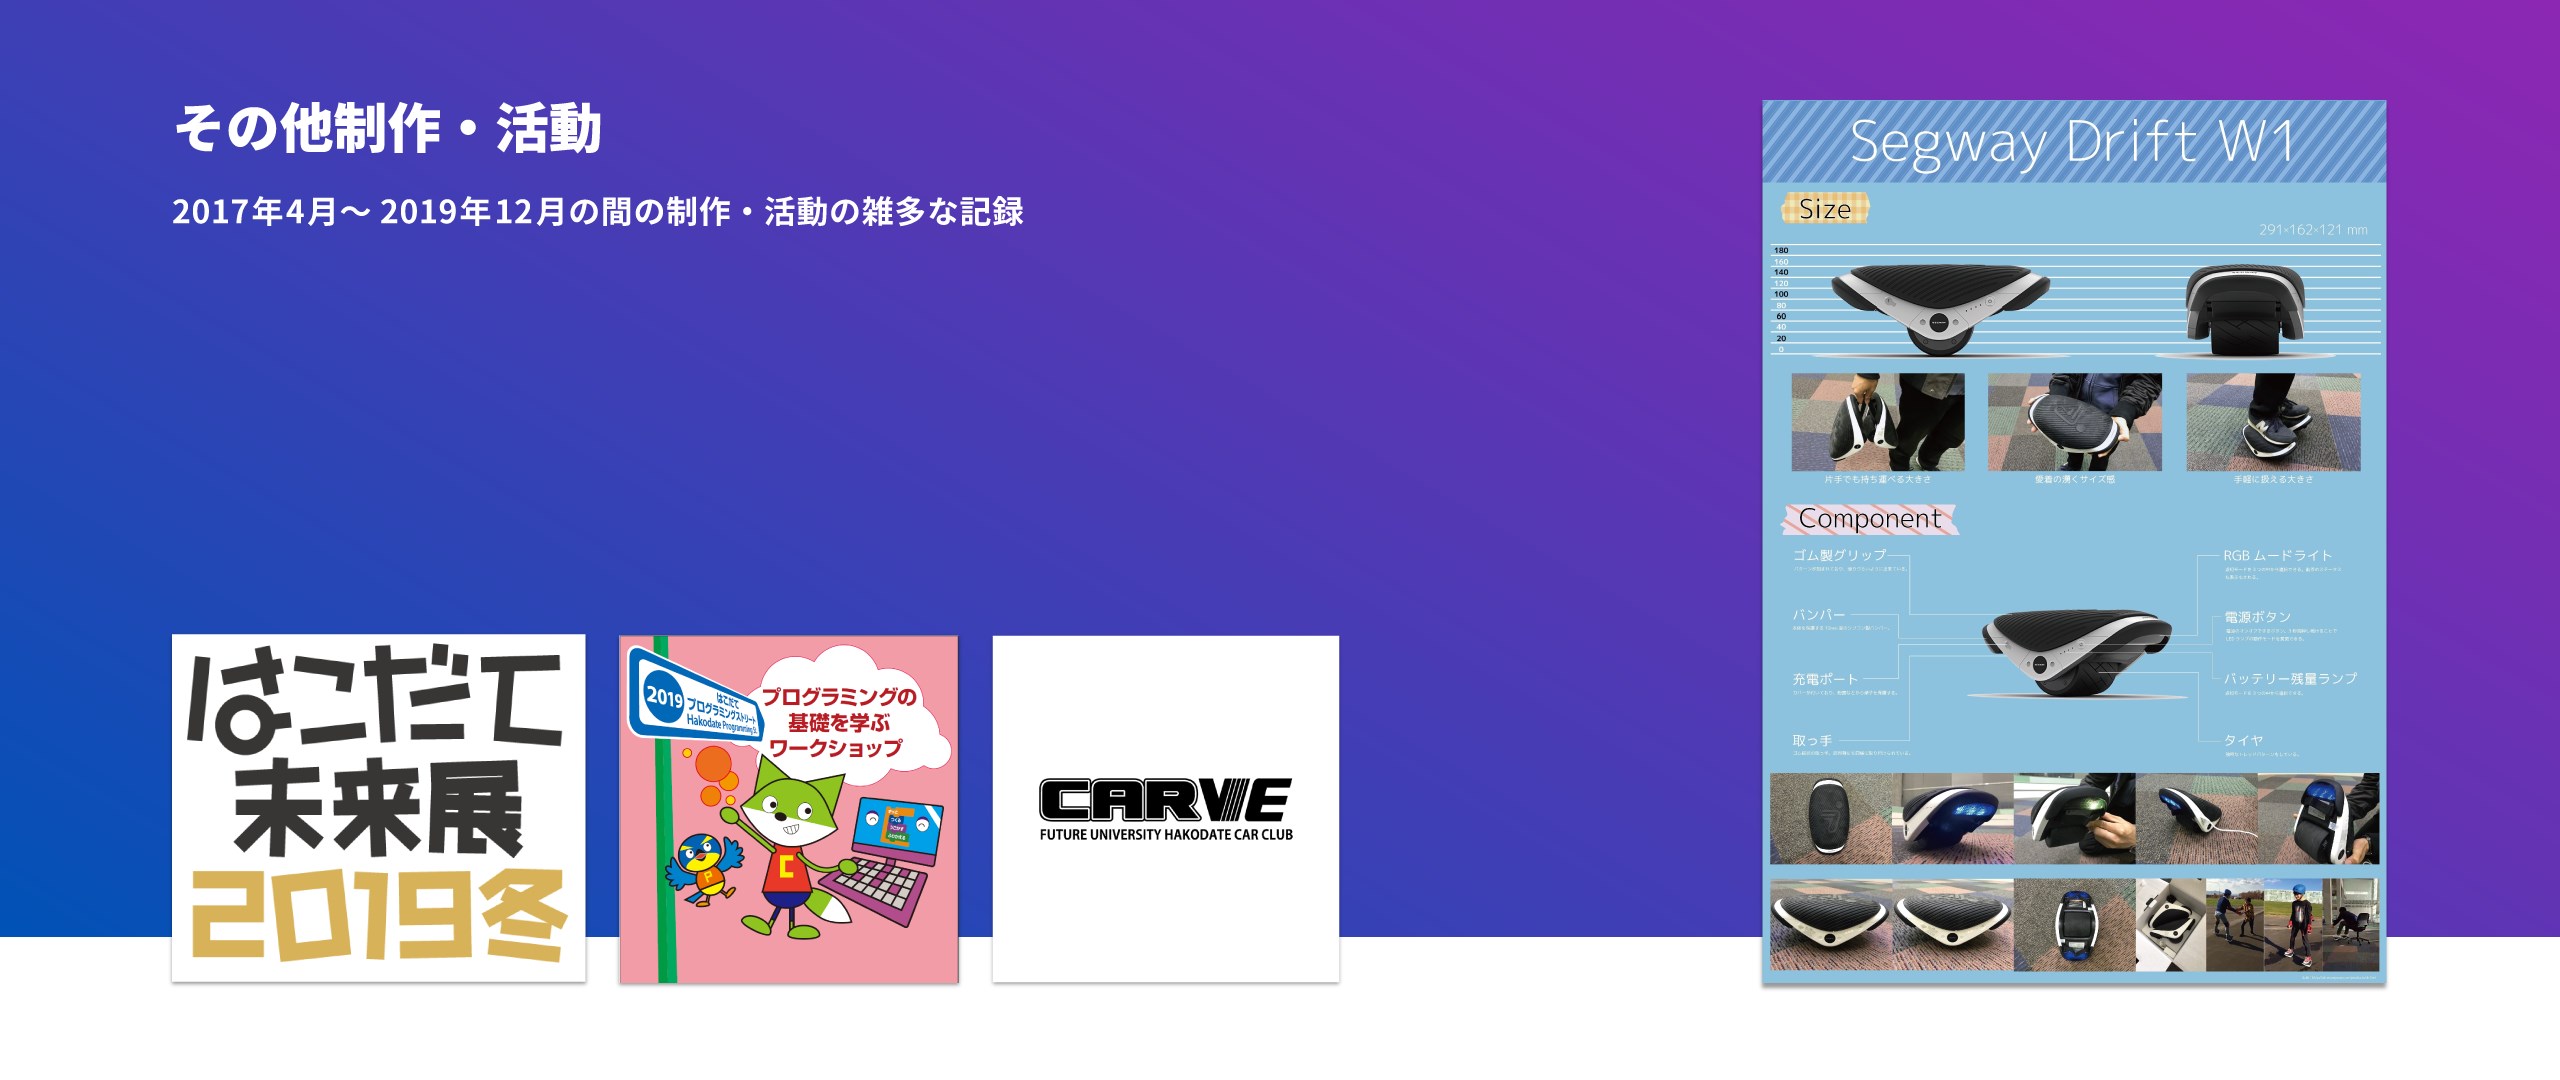 その他制作・活動
2017年4月〜 2019年12月の間の制作・活動の雑多な記録
はこだて
未来展
2019冬
2019
はこだて
プログラミングストリート
Hakodate Programming St.
プログラミングの
基礎を学ぶ
ワークショップ
C
P
CARVE
FUTURE UNIVERSITY HAKODATE CAR CLUB
Segway Drift W1
Size
291×162×121 mm
180
160
140
120
100
80
60
40
20
0
片手でも持ち運べる大きさ
愛着の湧くサイズ感
手軽に扱える大きさ
Component
ゴム製グリップ
RGB ムードライト
バンパー
電源ボタン
充電ポート
バッテリー残量ランプ
取っ手
タイヤ